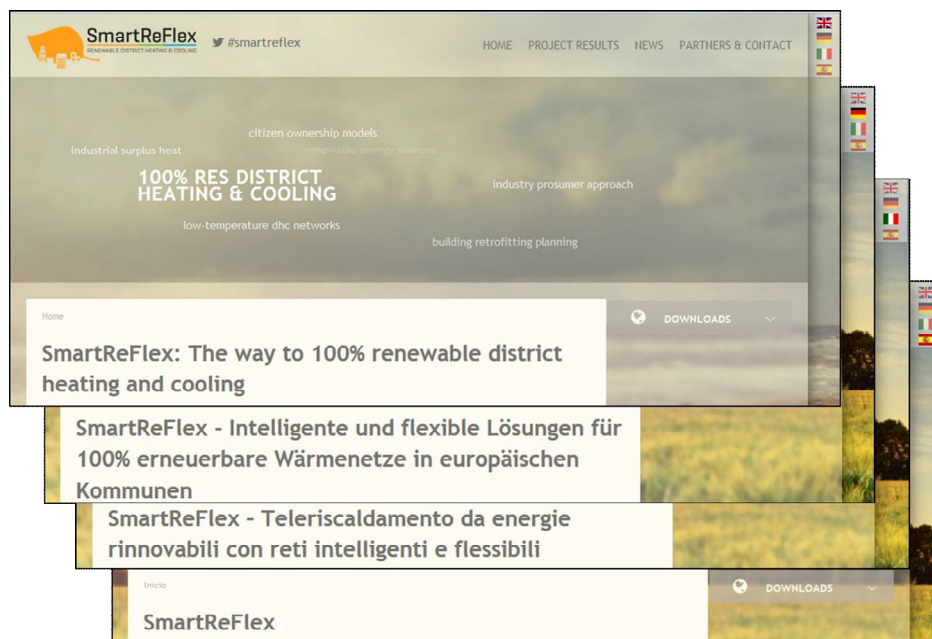 SmartReFlex
RENEWABLE DISTRICT HEATING & COOLING
#smartreflex
HOME PROJECT RESULTS NEWS PARTNERS & CONTACT
citizen ownership models
industrial surplus heat
renewable energy sources
100% RES DISTRICT
HEATING & COOLING
industry prosumer approach
low-temperature dhc networks
building retrofitting planning
Home
DOWNLOADS
SmartReFlex: The way to 100% renewable district
heating and cooling
SmartReFlex - Intelligente und flexible Lösungen für
100% erneuerbare Wärmenetze in europäischen
Kommunen
SmartReFlex - Teleriscaldamento da energie
rinnovabili con reti intelligenti e flessibili
Inicio
DOWNLOADS
SmartReFlex